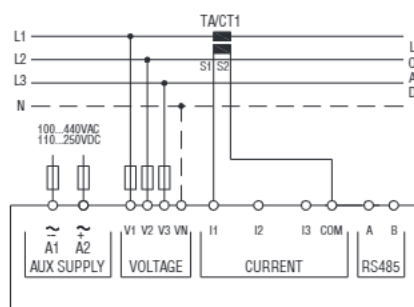 TA/CT1
L1
L2
L3
N
S1 S2
L
O
A
D
100...440VAC
110...250VDC
V1 V2 V3 VN I1 I2 I3 COM A B
~ ~
− +
A1 A2
AUX SUPPLY VOLTAGE CURRENT RS485